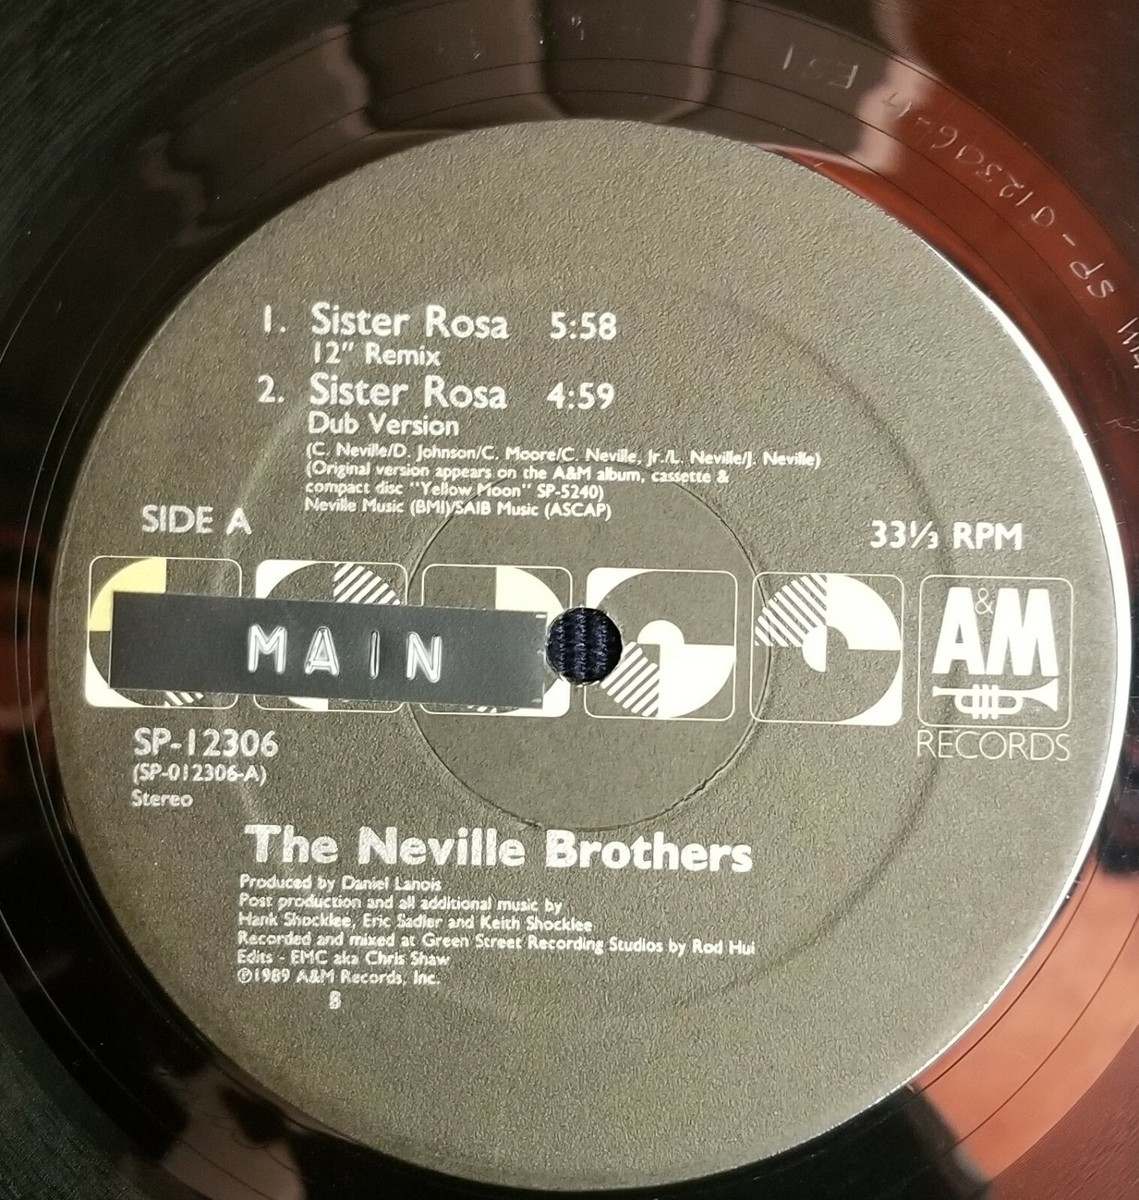 1. Sister Rosa 5:58
12" Remix
2. Sister Rosa 4:59
Dub Version
(C. Neville/D. Johnson/C. Moore/C. Neville, Jr./L. Neville/J. Neville)
(Original version appears on the A&M album, cassette &
compact disc "Yellow Moon" SP-5240)
Neville Music (BMI)/SAIB Music (ASCAP)
SIDE A
33⅓ RPM
MAIN
A&M
RECORDS
SP-12306
(SP-012306-A)
Stereo
The Neville Brothers
Produced by Daniel Lanois
Post production and all additional music by
Hank Shocklee, Eric Sadler and Keith Shocklee
Recorded and mixed at Green Street Recording Studios by Rod Hui
Edits - EMC aka Chris Shaw
℗1989 A&M Records, Inc.
SP-012306-A ES1